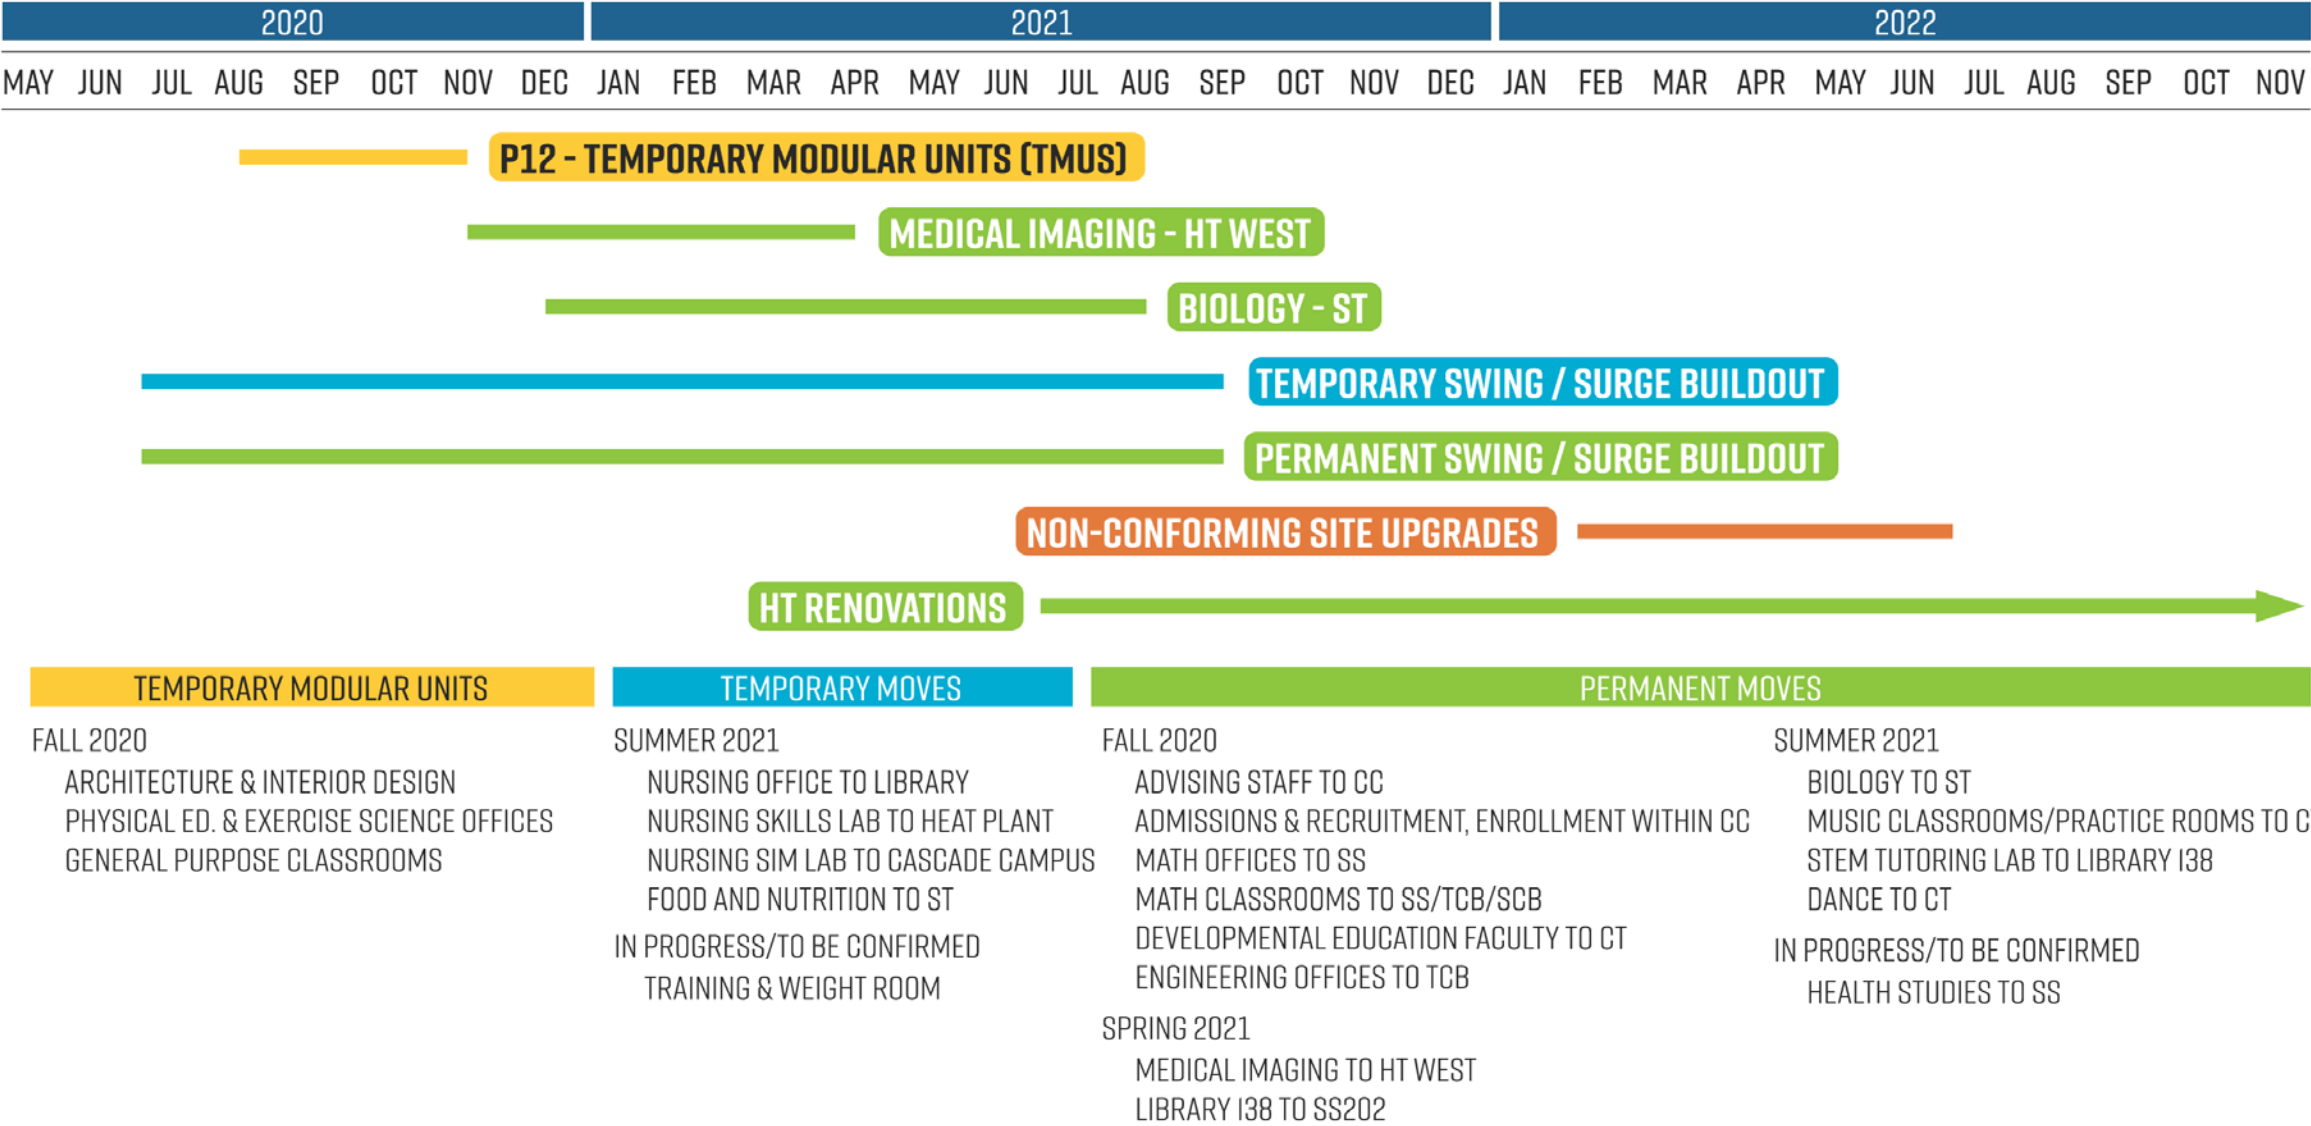 2020 2021 2022
MAY JUN JUL AUG SEP OCT NOV DEC JAN FEB MAR APR MAY JUN JUL AUG SEP OCT NOV DEC JAN FEB MAR APR MAY JUN JUL AUG SEP OCT NOV
P12 - TEMPORARY MODULAR UNITS (TMUS)
MEDICAL IMAGING - HT WEST
BIOLOGY - ST
TEMPORARY SWING / SURGE BUILDOUT
PERMANENT SWING / SURGE BUILDOUT
NON-CONFORMING SITE UPGRADES
HT RENOVATIONS
TEMPORARY MODULAR UNITS
FALL 2020
ARCHITECTURE & INTERIOR DESIGN
PHYSICAL ED. & EXERCISE SCIENCE OFFICES
GENERAL PURPOSE CLASSROOMS
TEMPORARY MOVES
SUMMER 2021
NURSING OFFICE TO LIBRARY
NURSING SKILLS LAB TO HEAT PLANT
NURSING SIM LAB TO CASCADE CAMPUS
FOOD AND NUTRITION TO ST
IN PROGRESS/TO BE CONFIRMED
TRAINING & WEIGHT ROOM
PERMANENT MOVES
FALL 2020
ADVISING STAFF TO CC
ADMISSIONS & RECRUITMENT, ENROLLMENT WITHIN CC
MATH OFFICES TO SS
MATH CLASSROOMS TO SS/TCB/SCB
DEVELOPMENTAL EDUCATION FACULTY TO CT
ENGINEERING OFFICES TO TCB
SPRING 2021
MEDICAL IMAGING TO HT WEST
LIBRARY 138 TO SS202
SUMMER 2021
BIOLOGY TO ST
MUSIC CLASSROOMS/PRACTICE ROOMS TO
STEM TUTORING LAB TO LIBRARY 138
DANCE TO CT
IN PROGRESS/TO BE CONFIRMED
HEALTH STUDIES TO SS